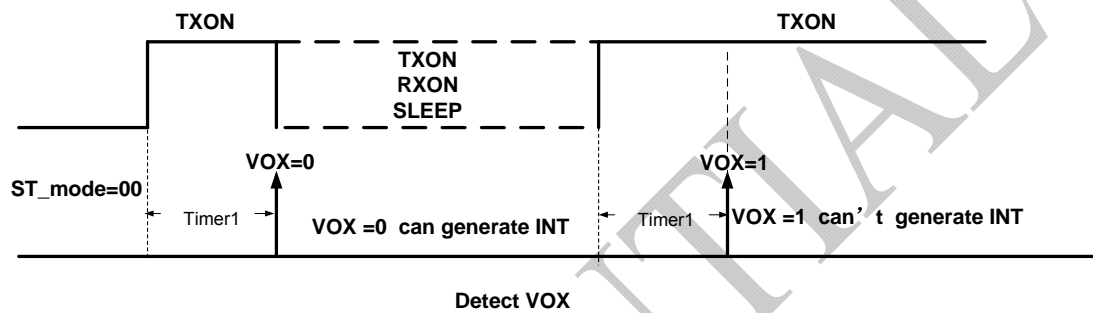 TXON
TXON
TXON
RXON
SLEEP
VOX=0
VOX=1
ST_mode=00
Timer1
VOX =0 can generate INT
Timer1
VOX =1 can’t generate INT
Detect VOX